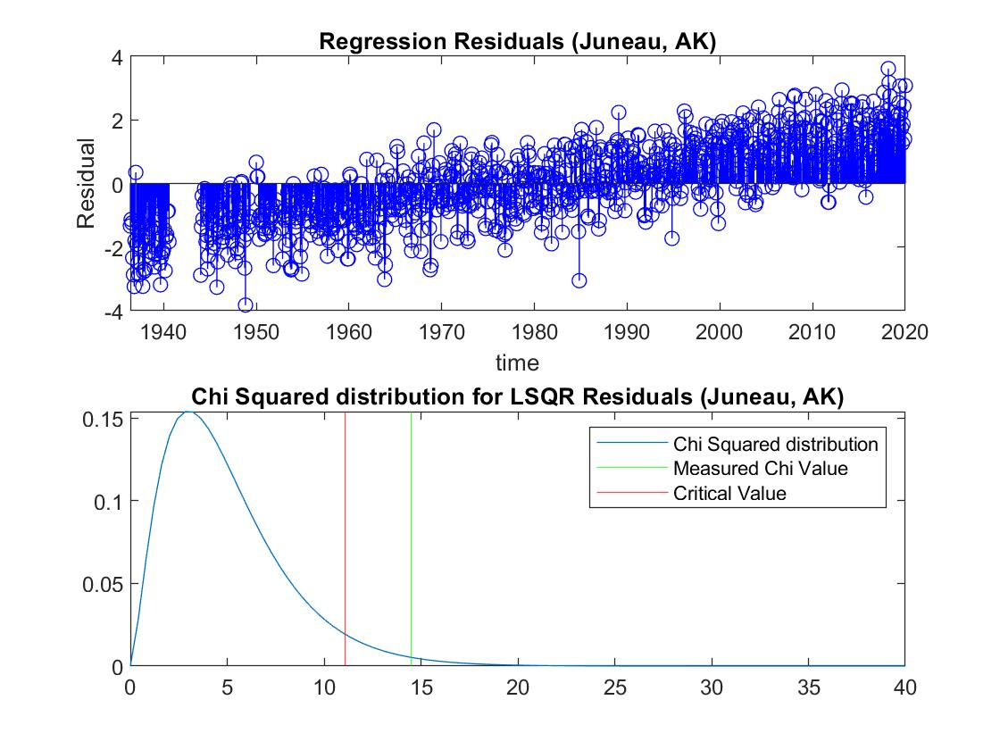 Regression Residuals (Juneau, AK)
4
2
0
-2
-4
Residual
1940 1950 1960 1970 1980 1990 2000 2010 2020
time
Chi Squared distribution for LSQR Residuals (Juneau, AK)
0.15
0.1
0.05
0
Chi Squared distribution
Measured Chi Value
Critical Value
0 5 10 15 20 25 30 35 40